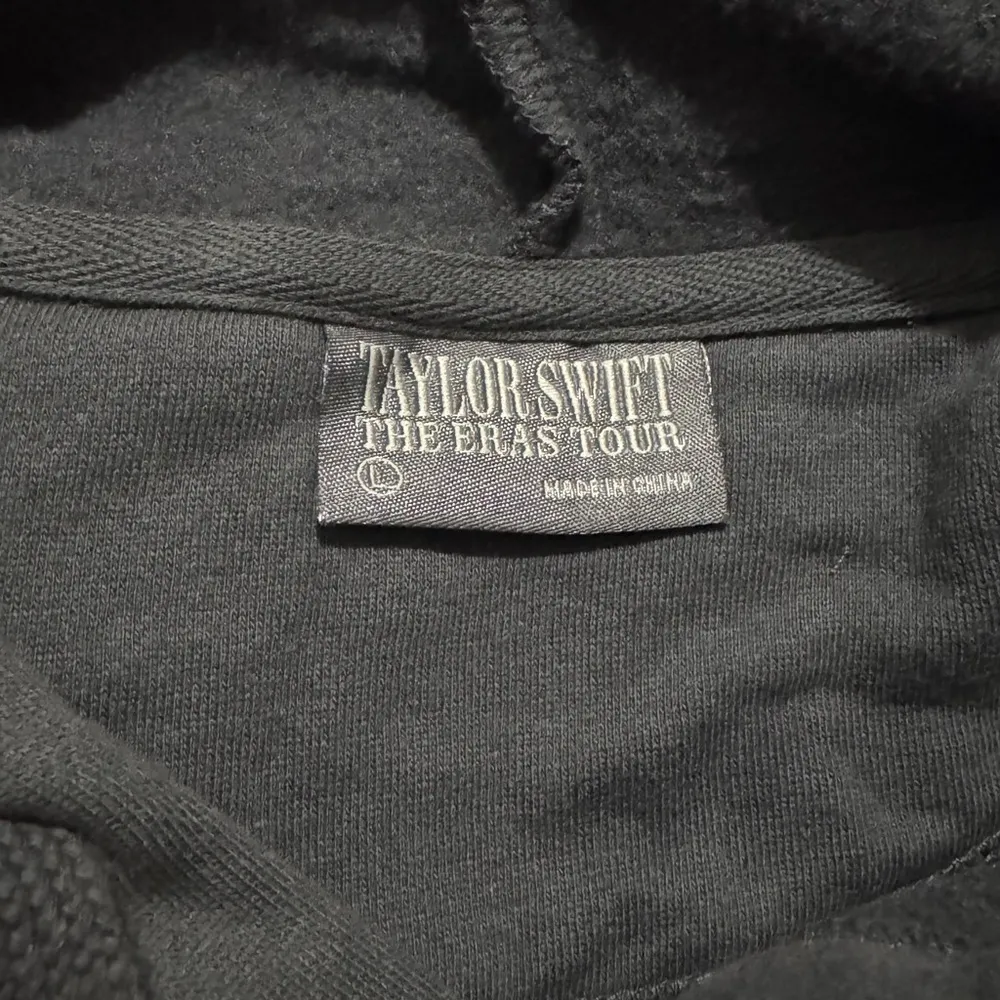 TAYLOR SWIFT
THE ERAS TOUR
L MADE IN CHINA